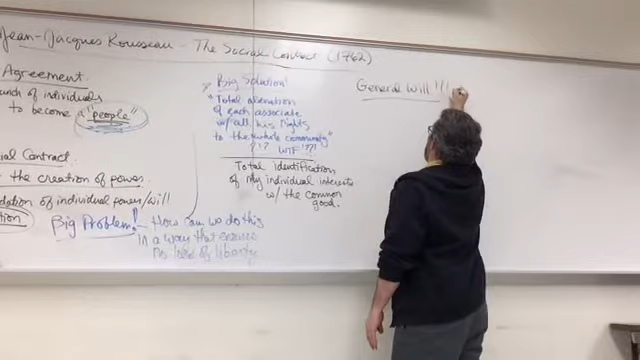 Jean-Jacques Rousseau - The Social Contract (1762)
Agreement
bunch of individuals
to become a "people"
Social Contract
the creation of power
of individual power/will
Big Problem! - How can we do this
in a way that ensures
no loss of liberty
Big Solution!
"Total alienation
of each associate
w/ all his rights
to the whole community"
!?! WTF !?!?!
Total identification
of my individual interests
w/ the common
good.
General Will !!!